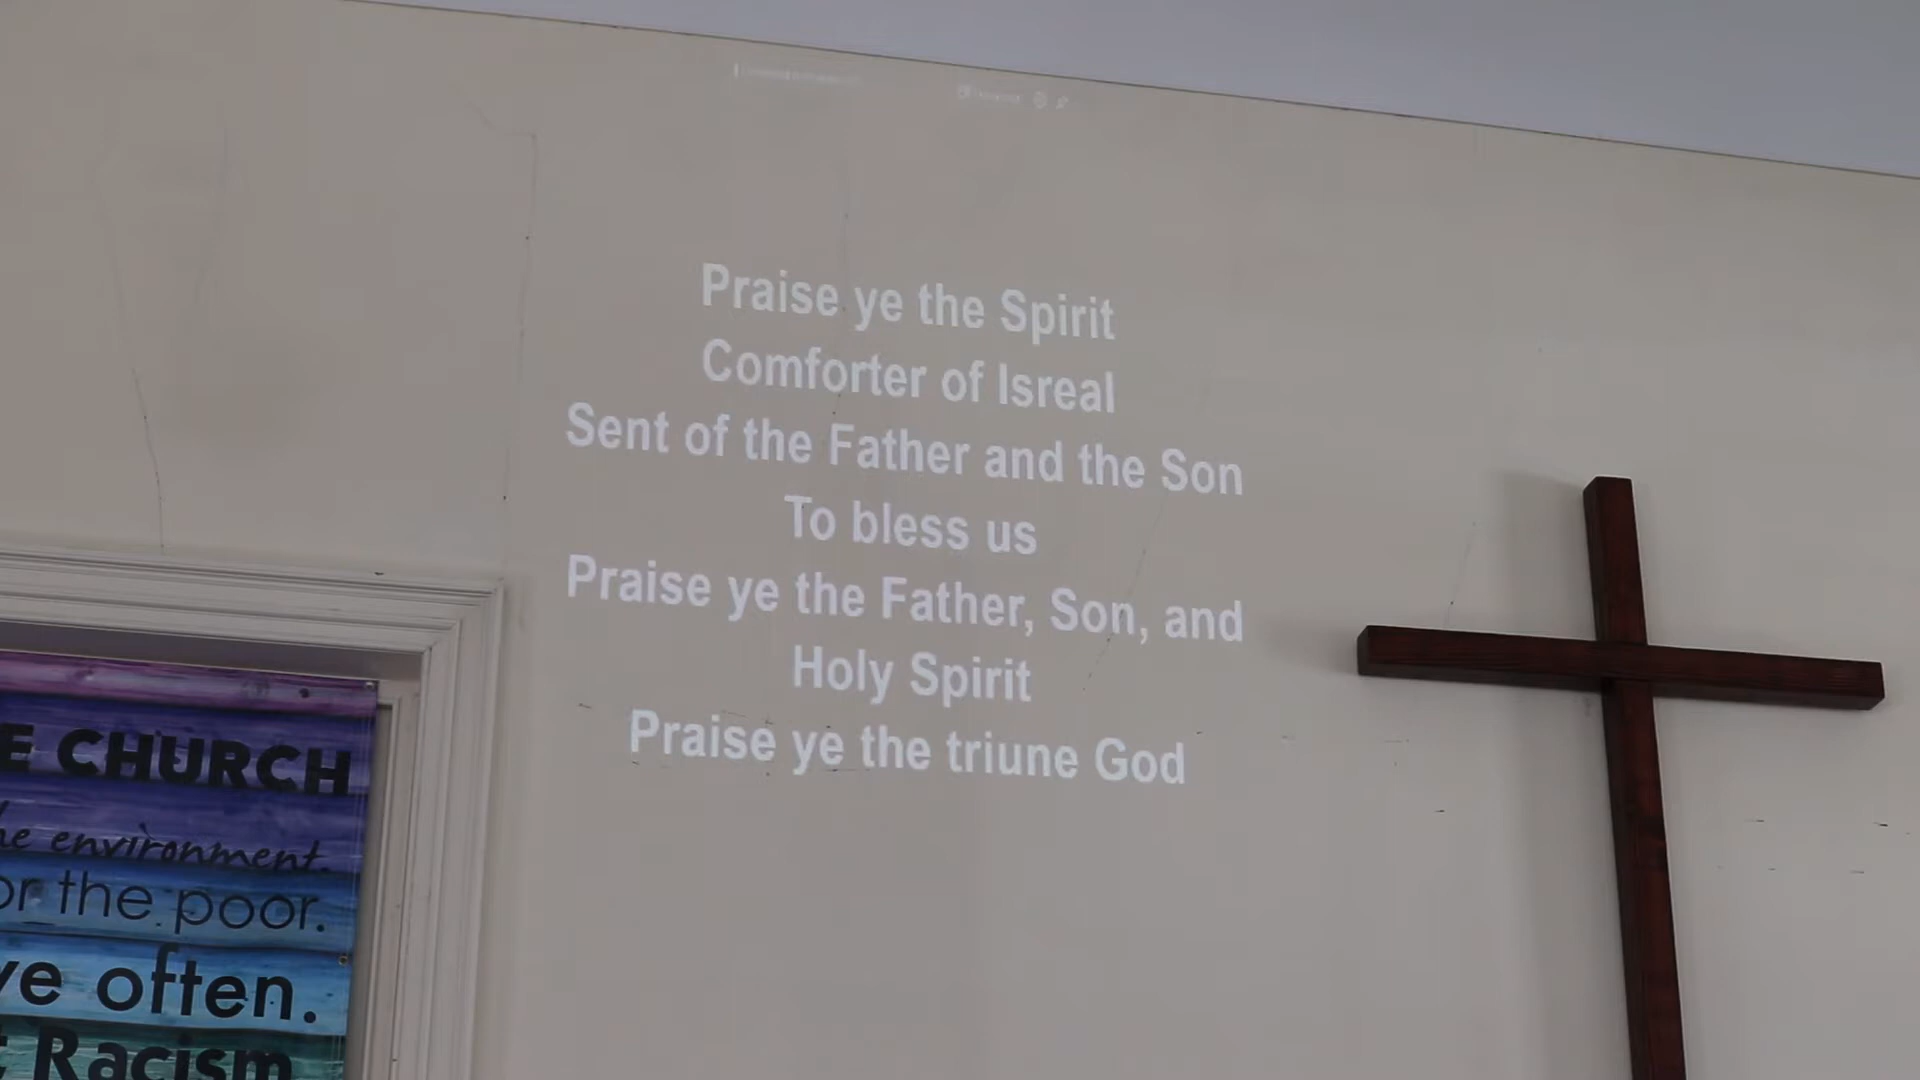 Praise ye the Spirit
Comforter of Isreal
Sent of the Father and the Son
To bless us
Praise ye the Father, Son, and
Holy Spirit
Praise ye the triune God
E CHURCH
he environment.
or the poor.
ve often.
t Racism